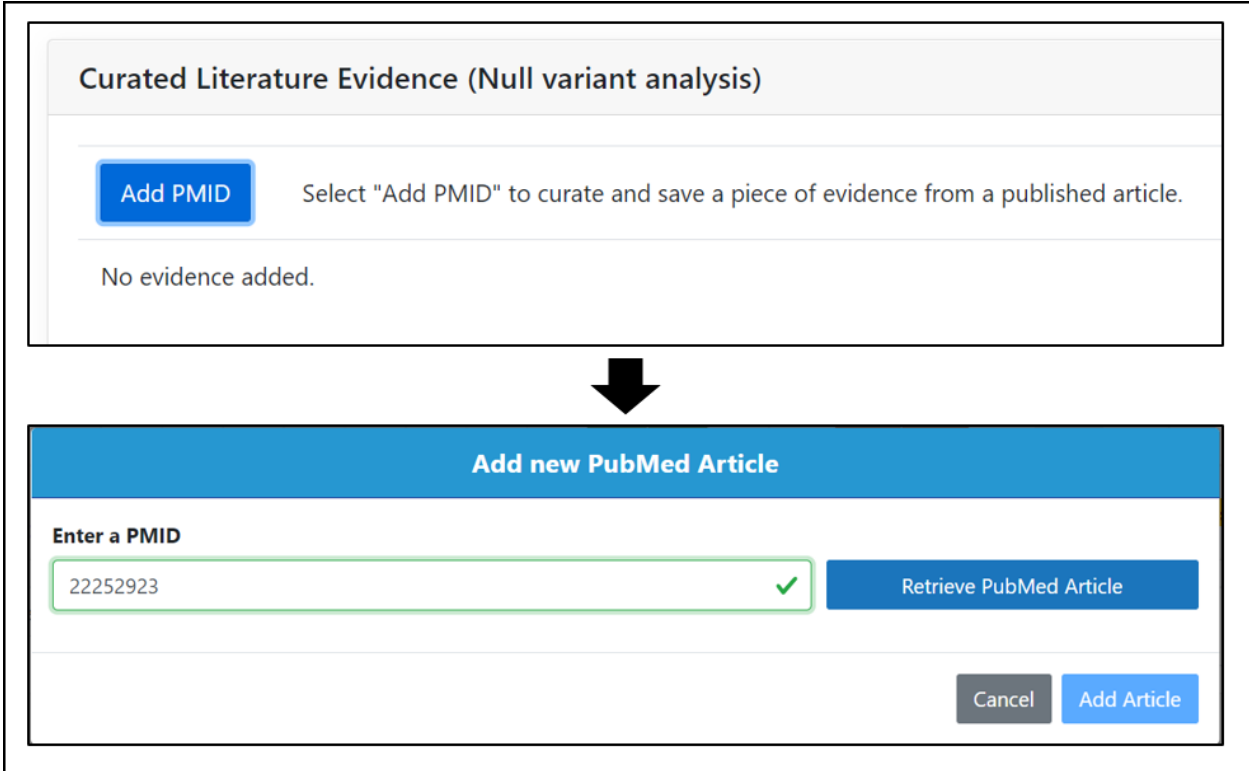 Curated Literature Evidence (Null variant analysis)
Add PMID
Select "Add PMID" to curate and save a piece of evidence from a published article.
No evidence added.
Add new PubMed Article
Enter a PMID
22252923
Retrieve PubMed Article
Cancel
Add Article